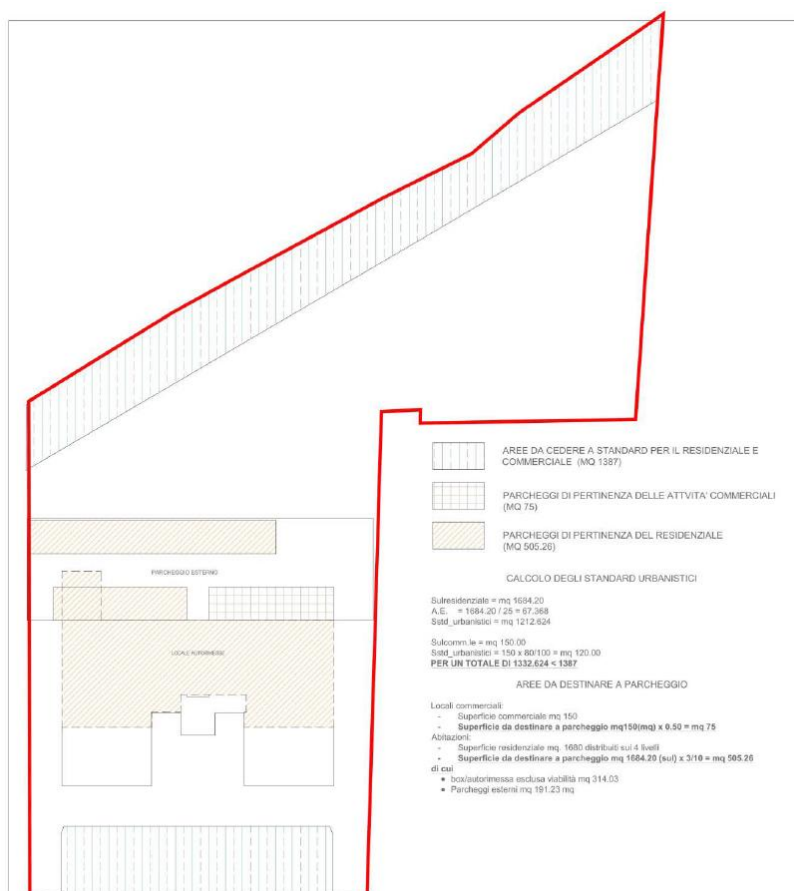 AREE DA CEDERE A STANDARD PER IL RESIDENZIALE E
COMMERCIALE (MQ 1387)
PARCHEGGI DI PERTINENZA DELLE ATTVITA' COMMERCIALI
(MQ 75)
PARCHEGGI DI PERTINENZA DEL RESIDENZIALE
(MQ 505.26)
PARCHEGGIO ESTERNO
LOCALE AUTORIMESSE
CALCOLO DEGLI STANDARD URBANISTICI
Sulresidenziale = mq 1684.20
A.E. = 1684.20 / 25 = 67.368
Sstd_urbanistici = mq 1212.624
Sulcomm.le = mq 150.00
Sstd_urbanistici = 150 x 80/100 = mq 120.00
PER UN TOTALE DI 1332.624 < 1387
AREE DA DESTINARE A PARCHEGGIO
Locali commerciali:
- Superficie commerciale mq 150
- Superficie da destinare a parcheggio mq150(mq) x 0.50 = mq 75
Abitazioni:
- Superficie residenziale mq. 1680 distribuiti sui 4 livelli
- Superficie da destinare a parcheggio mq 1684.20 (sul) x 3/10 = mq 505.26
di cui
• box/autorimessa esclusa viabilità mq 314.03
• Parcheggi esterni mq 191.23 mq